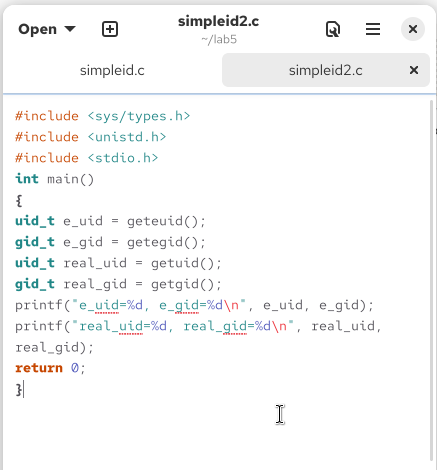 Open
simpleid2.c
~/lab5
simpleid.c
simpleid2.c
#include <sys/types.h>
#include <unistd.h>
#include <stdio.h>
int main()
{
uid_t e_uid = geteuid();
gid_t e_gid = getegid();
uid_t real_uid = getuid();
gid_t real_gid = getgid();
printf("e_uid=%d, e_gid=%d\n", e_uid, e_gid);
printf("real_uid=%d, real_gid=%d\n", real_uid,
real_gid);
return 0;
}